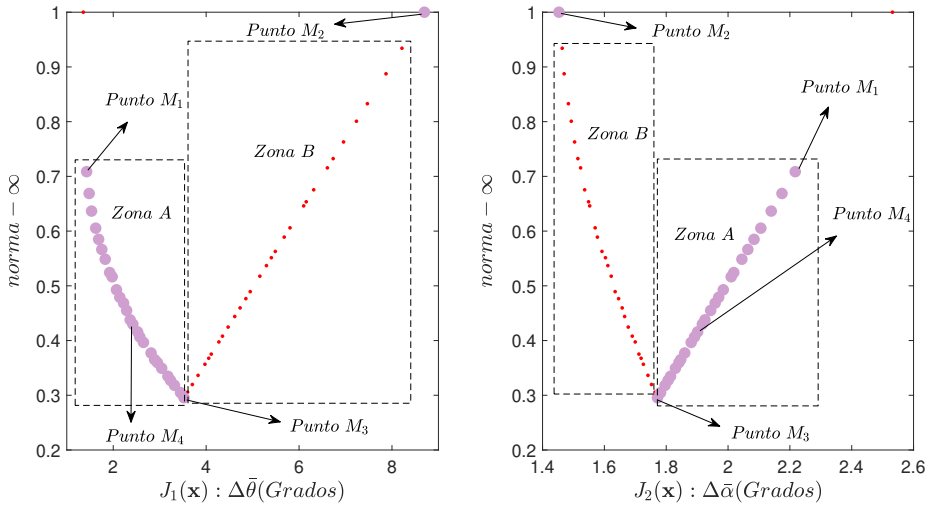 1
0.9
0.8
0.7
0.6
0.5
0.4
0.3
0.2
norma − ∞
2
4
6
8
J₁(x) : Δθ̄(Grados)
Punto M₂
Punto M₁
Zona B
Zona A
Punto M₃
Punto M₄
1
0.9
0.8
0.7
0.6
0.5
0.4
0.3
0.2
norma − ∞
1.4
1.6
1.8
2
2.2
2.4
2.6
J₂(x) : Δᾱ(Grados)
Punto M₂
Punto M₁
Zona B
Punto M₄
Zona A
Punto M₃